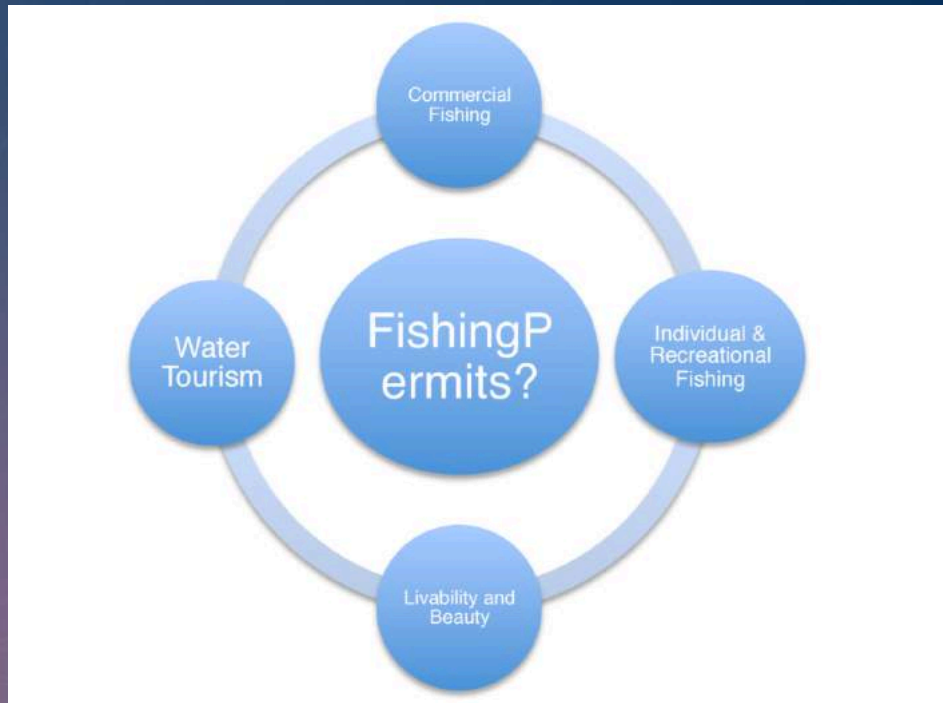 Commercial
Fishing
FishingP
ermits?
Individual &
Recreational
Fishing
Livability and
Beauty
Water
Tourism